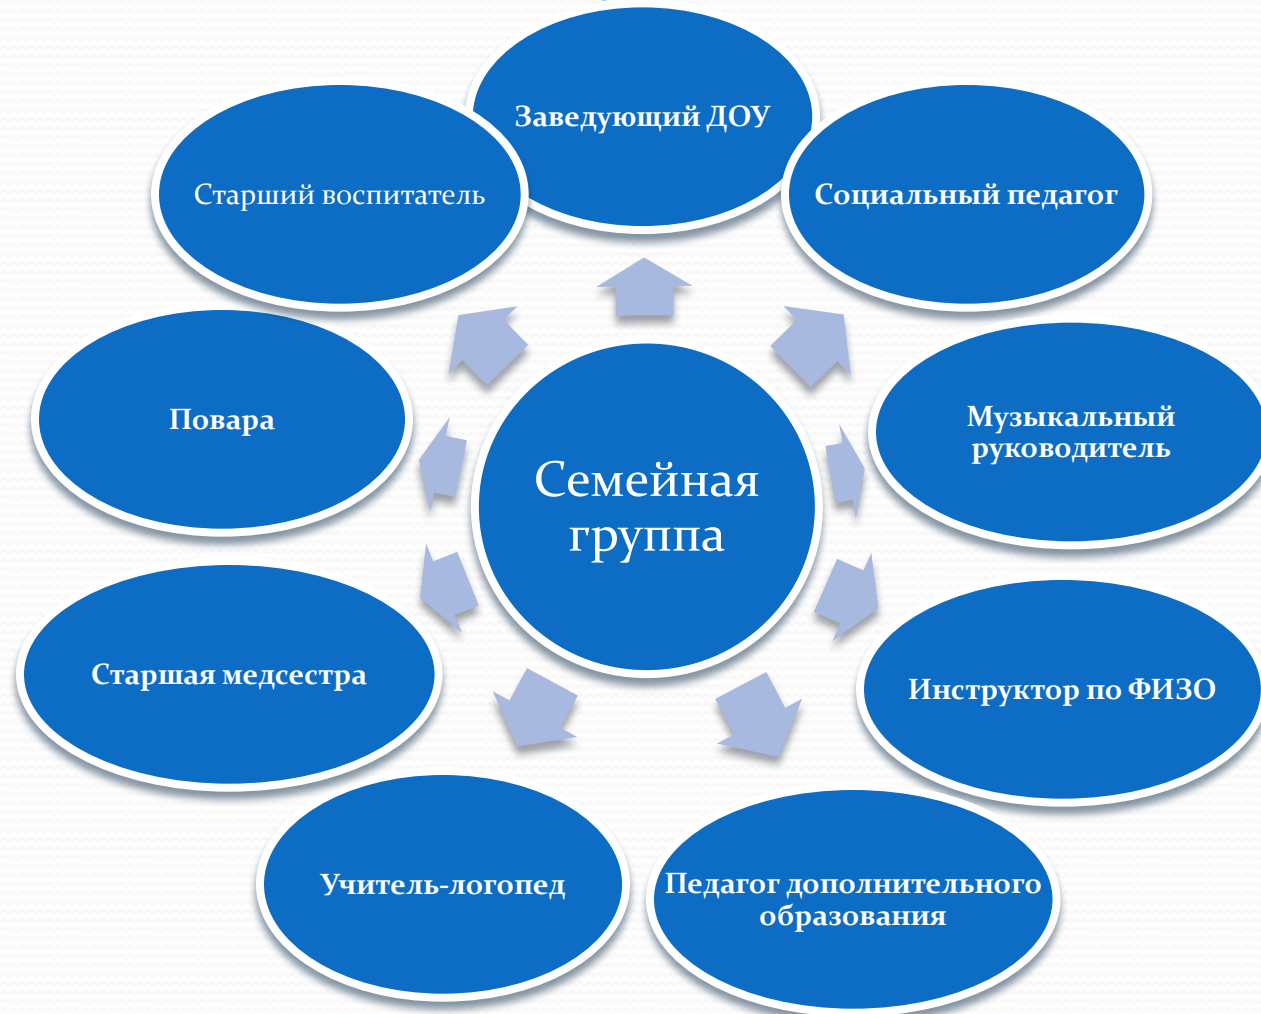 Заведующий ДОУ
Старший воспитатель
Социальный педагог
Повара
Музыкальный
руководитель
Семейная
группа
Старшая медсестра
Инструктор по ФИЗО
Учитель-логопед
Педагог дополнительного
образования